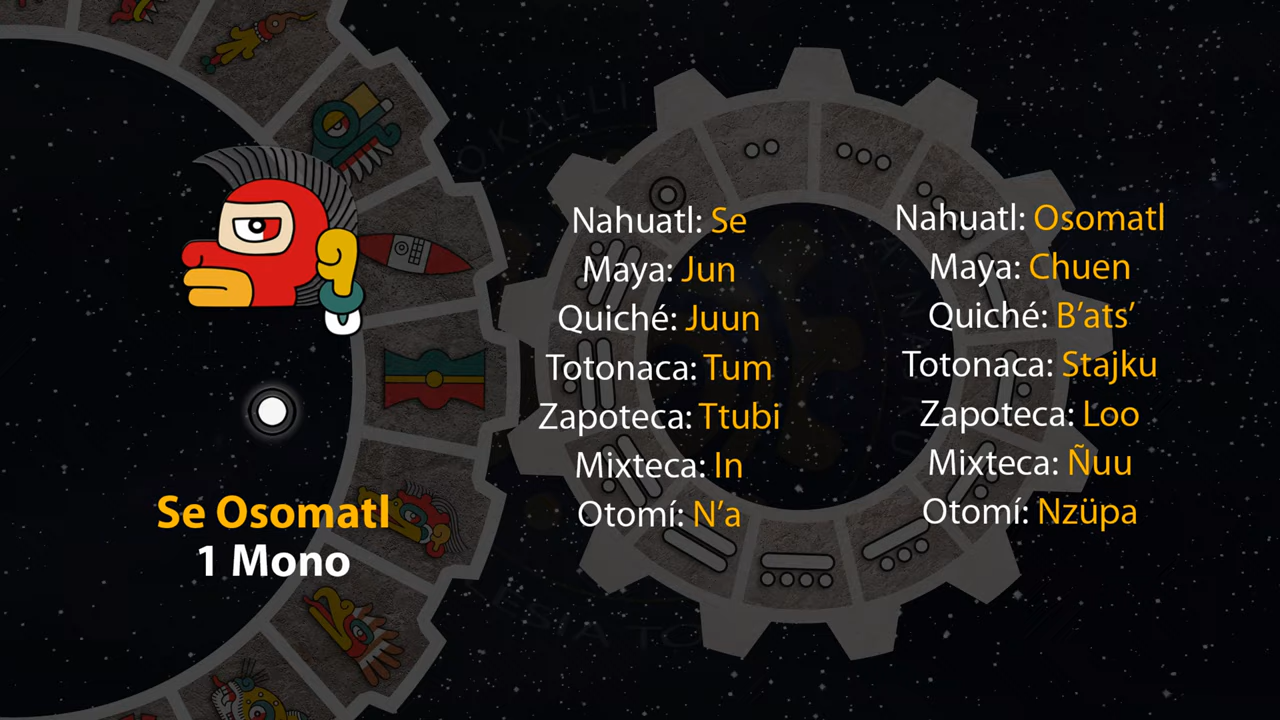 Se Osomatl
1 Mono
Nahuatl: Se
Maya: Jun
Quiché: Juun
Totonaca: Tum
Zapoteca: Ttubi
Mixteca: In
Otomí: N’a
Nahuatl: Osomatl
Maya: Chuen
Quiché: B’ats’
Totonaca: Stajku
Zapoteca: Loo
Mixteca: Ñuu
Otomí: Nzüpa